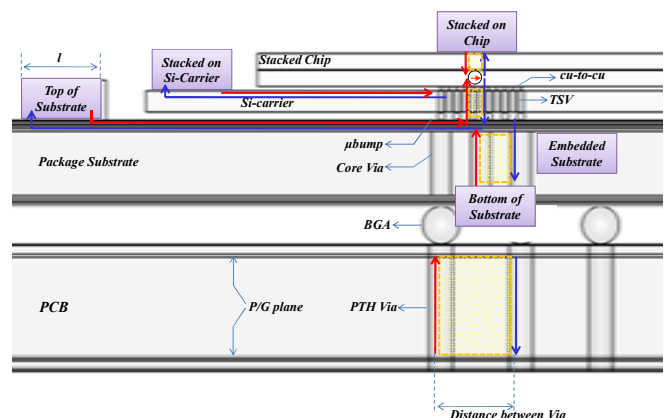 Stacked on
Chip
l
Stacked on
Si-Carrier
Stacked Chip
cu-to-cu
Top of
Substrate
Si-carrier
TSV
μbump
Package Substrate
Core Via
Embedded
Substrate
Bottom of
Substrate
BGA
PCB
P/G plane
PTH Via
Distance between Via